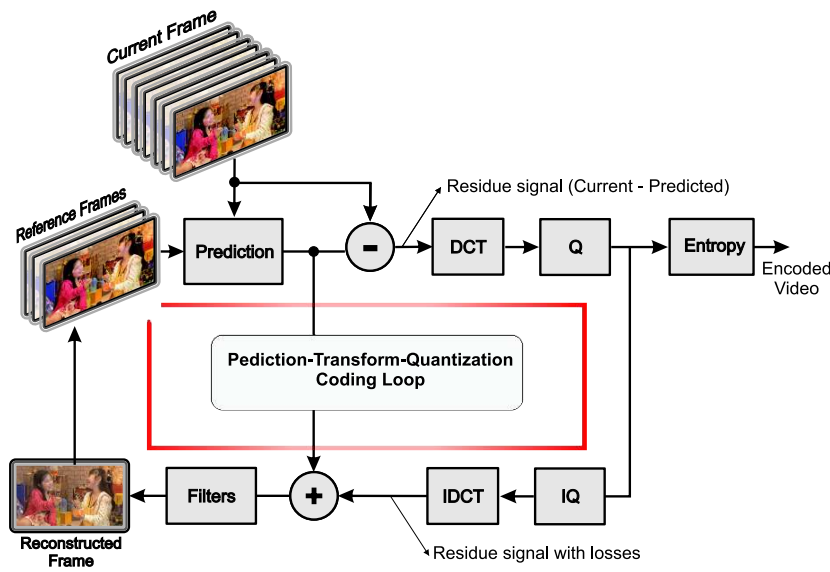 Current Frame
Reference Frames
Residue signal (Current - Predicted)
Prediction
-
DCT
Q
Entropy
Encoded
Video
Pediction-Transform-Quantization
Coding Loop
Filters
+
IDCT
IQ
Reconstructed
Frame
Residue signal with losses